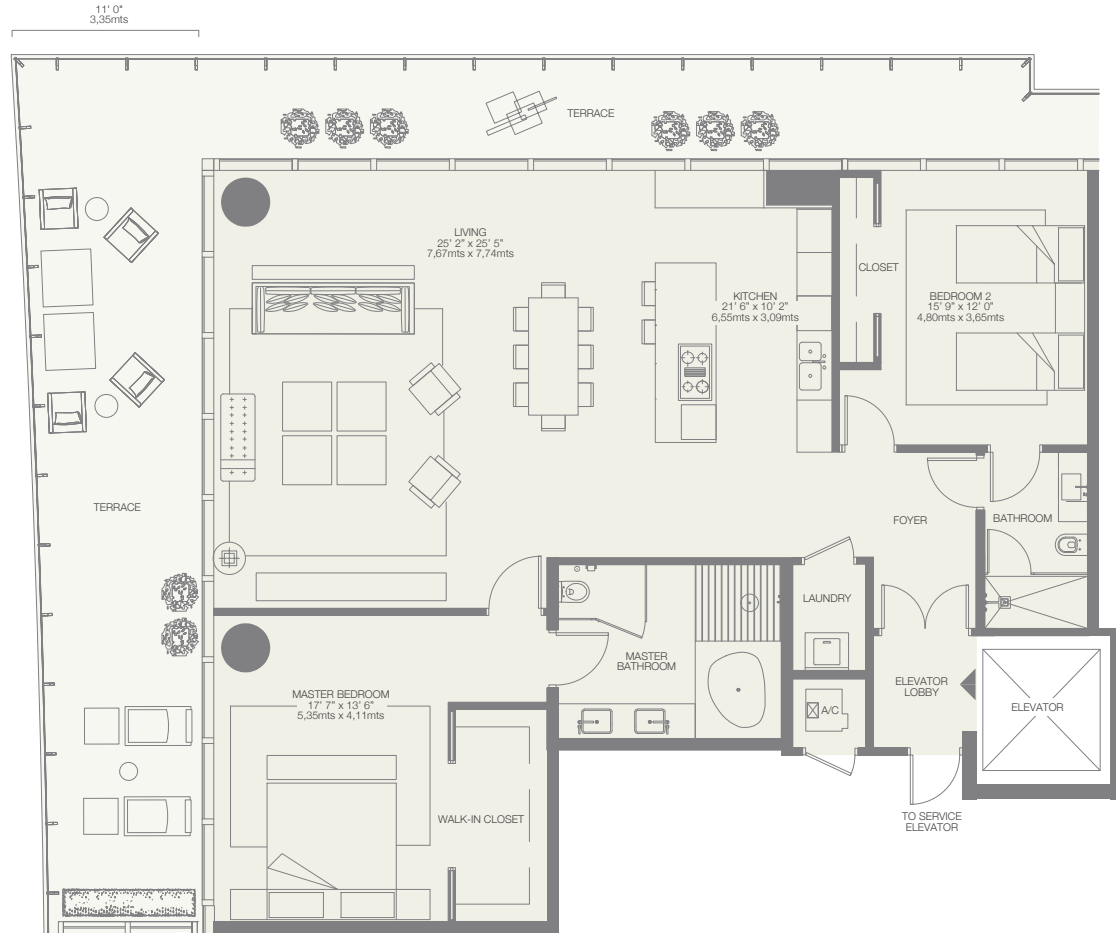 11' 0"
3,35mts
TERRACE
LIVING
25' 2" x 25' 5"
7,67mts x 7,74mts
CLOSET
KITCHEN
21' 6" x 10' 2"
6,55mts x 3,09mts
BEDROOM 2
15' 9" x 12' 0"
4,80mts x 3,65mts
TERRACE
FOYER
BATHROOM
LAUNDRY
MASTER
BATHROOM
MASTER BEDROOM
17' 7" x 13' 6"
5,35mts x 4,11mts
ELEVATOR
LOBBY
ELEVATOR
A/C
WALK-IN CLOSET
TO SERVICE
ELEVATOR